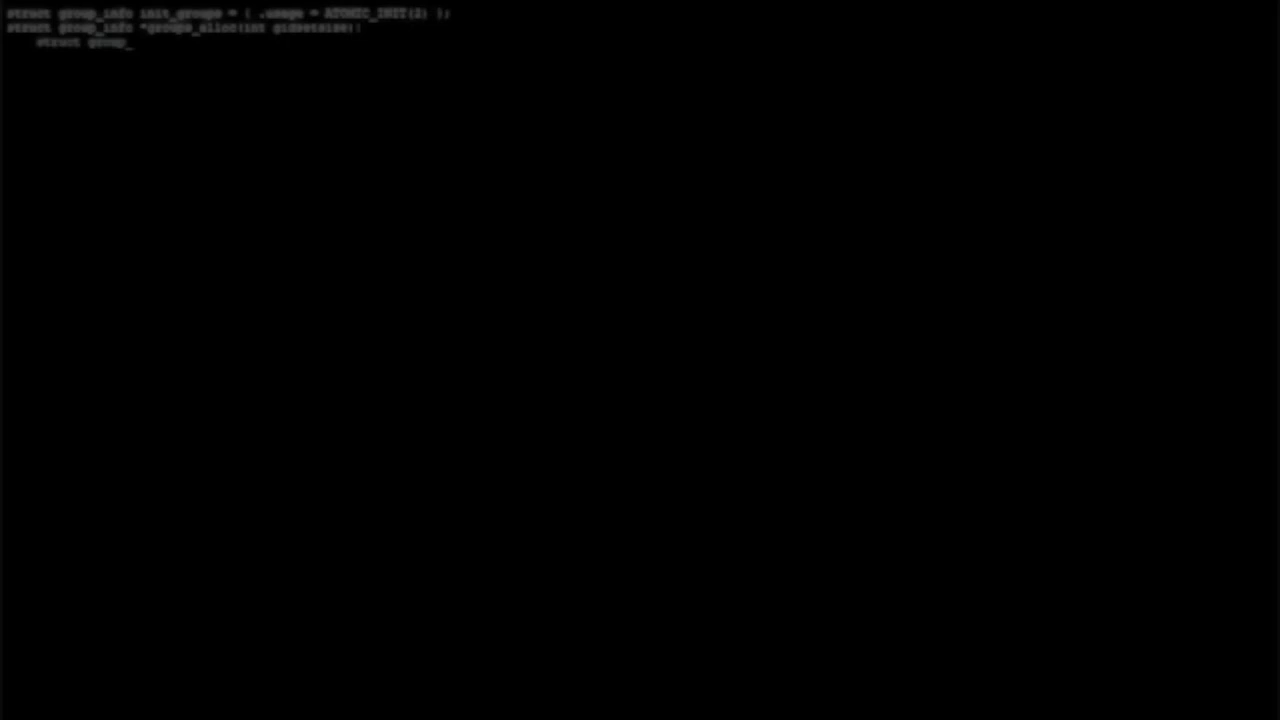 struct group_info init_groups = { .usage = ATOMIC_INIT(2) };
struct group_info *groups_alloc(int gidsetsize){
    struct group_